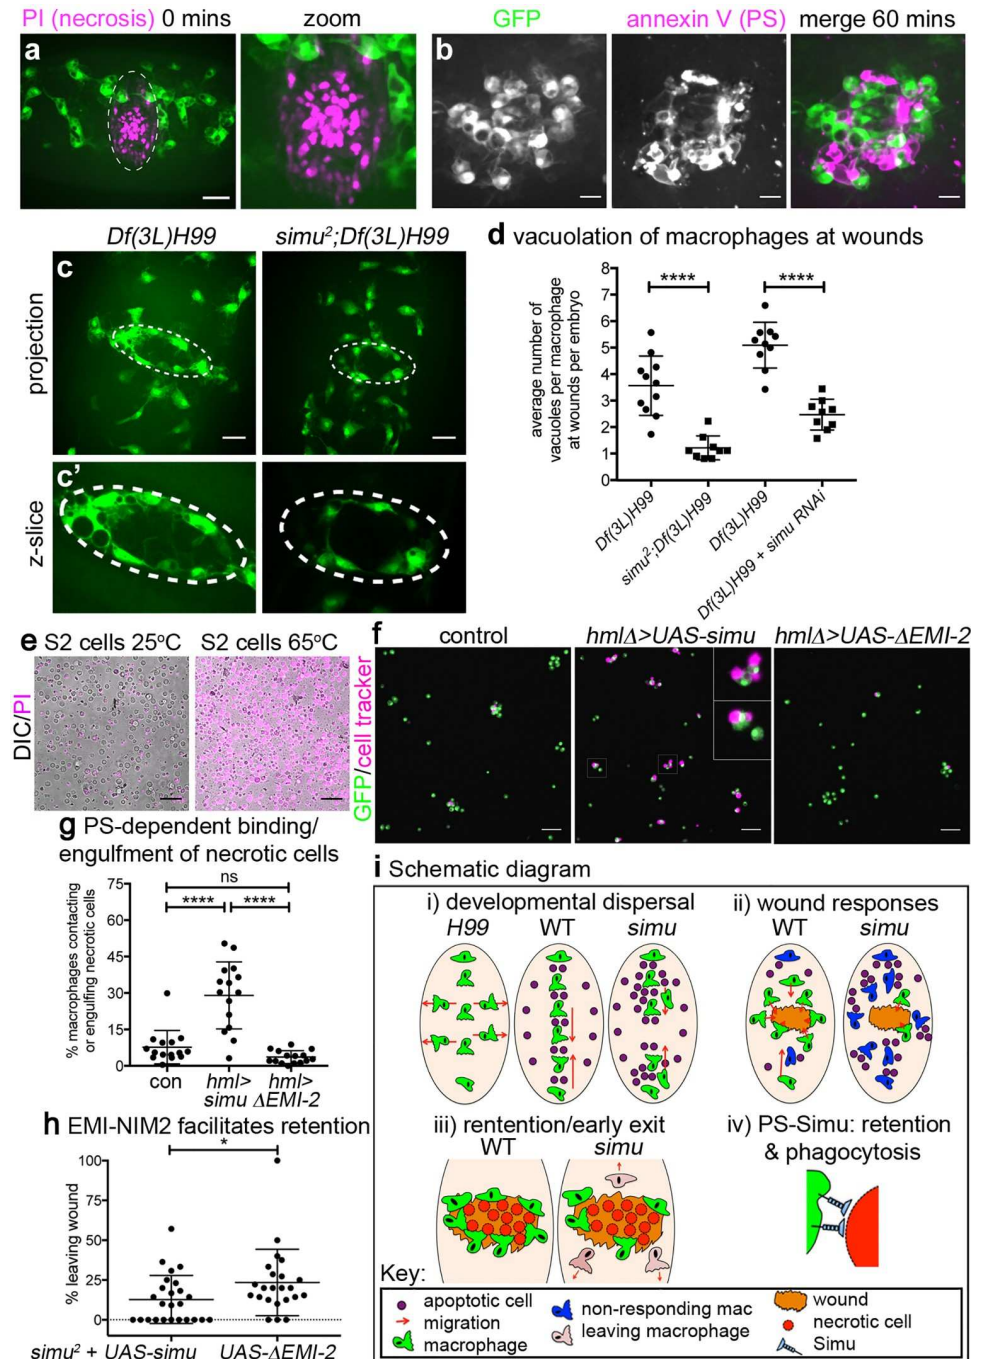 PI (necrosis) 0 mins
zoom
GFP
annexin V (PS)
merge 60 mins
a
b
Df(3L)H99
simu²;Df(3L)H99
c
projection
c'
z-slice
d vacuolation of macrophages at wounds
average number of
vacuoles per macrophage
at wounds per embryo
8
7
6
5
4
3
2
1
0
****
****
Df(3L)H99
simu²;Df(3L)H99
Df(3L)H99
Df(3L)H99 + simu RNAi
e S2 cells 25ºC
S2 cells 65ºC
DIC/PI
f
control
hmlΔ>UAS-simu
hmlΔ>UAS-ΔEMI-2
GFP/cell tracker
g PS-dependent binding/
engulfment of necrotic cells
% macrophages contacting
or engulfing necrotic cells
75
60
45
30
15
0
ns
****
****
con
hml>
simu
hml>
ΔEMI-2
h EMI-NIM2 facilitates retention
% leaving wound
100
75
50
25
0
*
simu² + UAS-simu
UAS-ΔEMI-2
i Schematic diagram
i) developmental dispersal
H99
WT
simu
ii) wound responses
WT
simu
iii) rentention/early exit
WT
simu
iv) PS-Simu: retention
& phagocytosis
Key:
apoptotic cell
migration
macrophage
non-responding mac
leaving macrophage
wound
necrotic cell
Simu